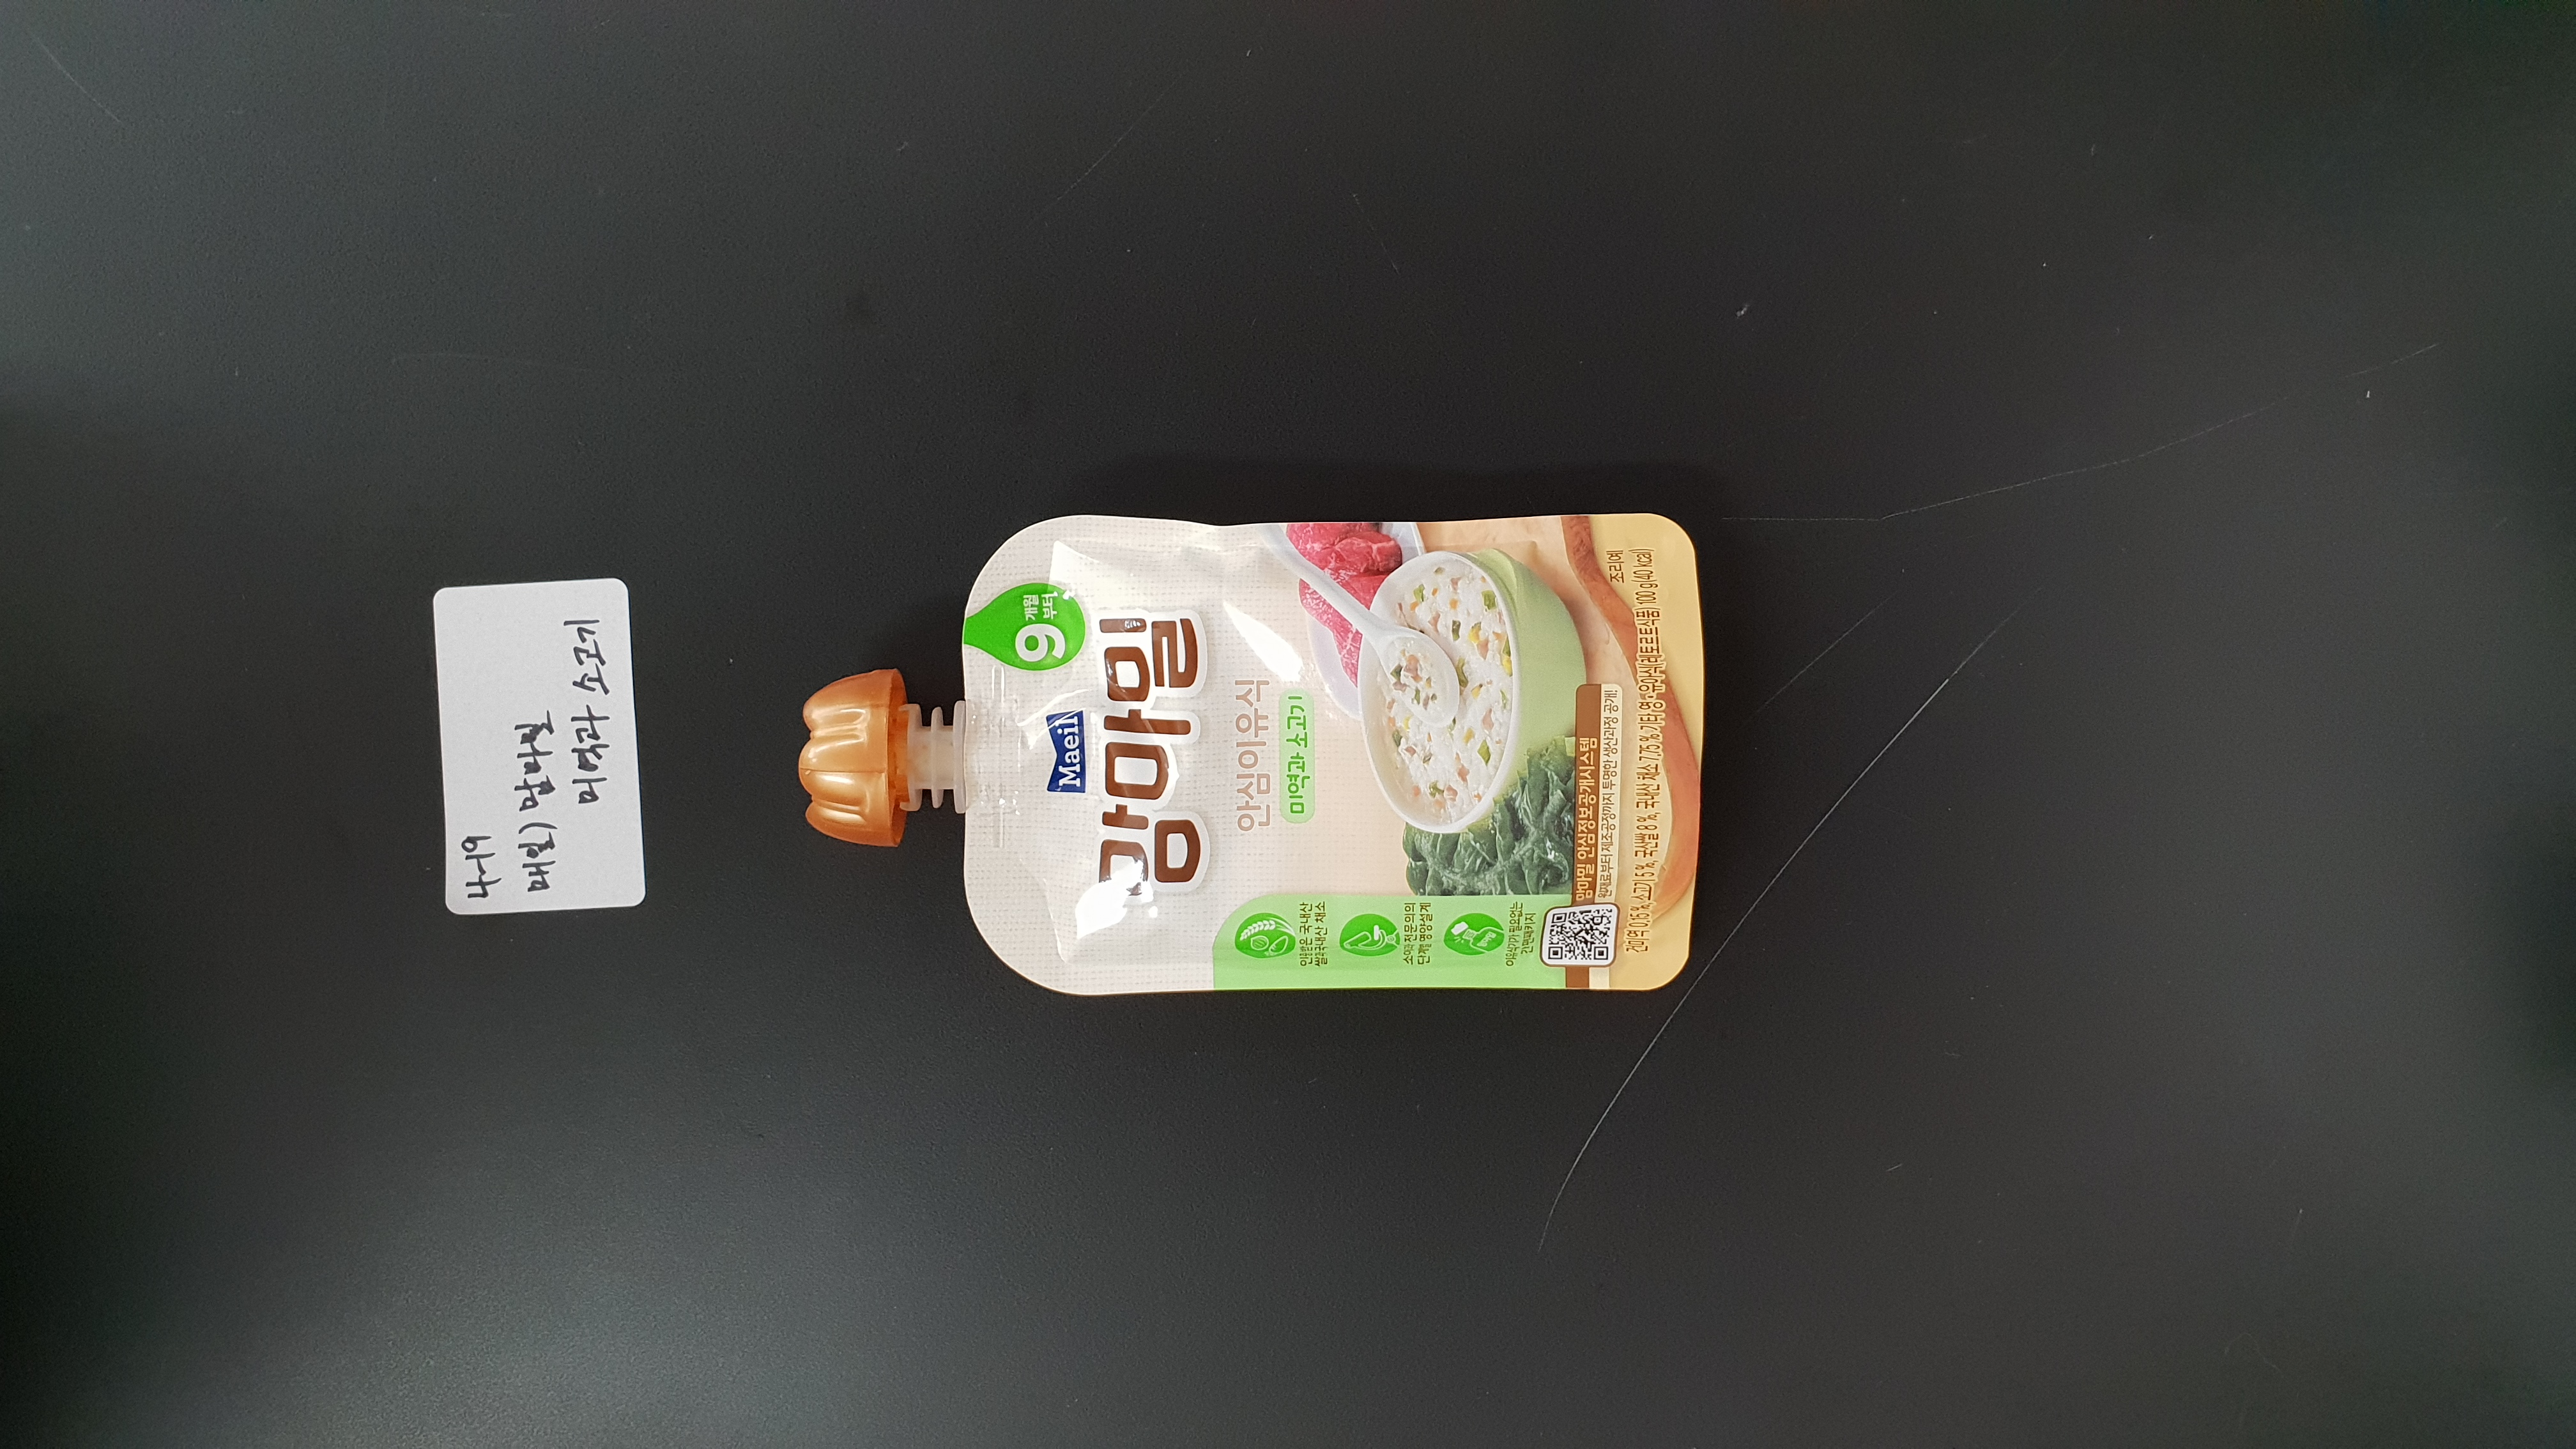 4-19
매일) 맘마밀
미역과 소고기
9개월
부터
Maeil
맘마밀
안심이유식
미역과 소고기
인증받은 국내산
쌀과 국내산 채소
소아과 전문의의
단계별 영양설계
이유식기가 필요없는
간편패키지
맘마밀 안심정보공개시스템
원재료부터 제조공정까지 투명한 생산과정 공개!
조리예
건미역 0.15 %, 소고기 5 %, 국산쌀 8 %, 국내산 채소 7.75 % 기타 영·유아식(레토르트식품) 100 g(40 kcal)